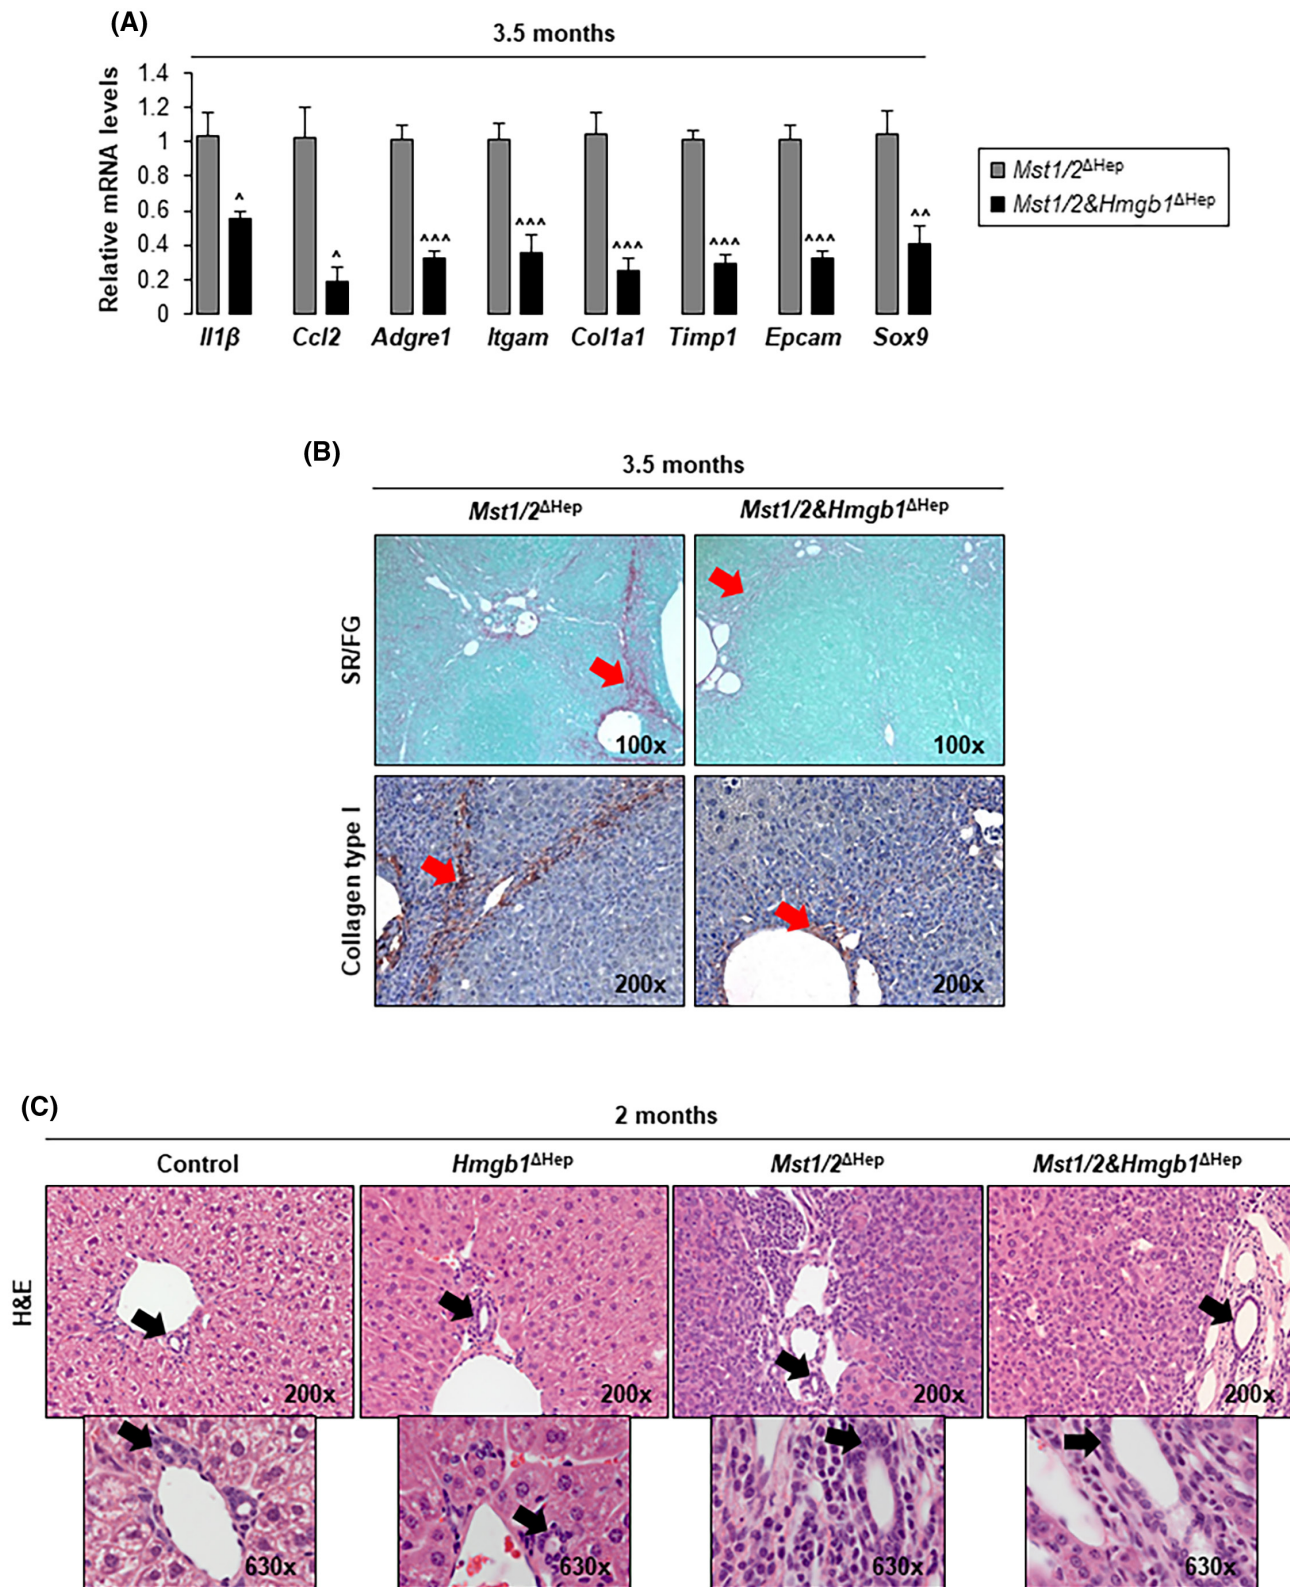 (A)
3.5 months
Relative mRNA levels
1.4
1.2
1
0.8
0.6
0.4
0.2
0
^
^
^^^
^^^
^^^
^^^
^^^
^^
Il1β Ccl2 Adgre1 Itgam Col1a1 Timp1 Epcam Sox9
Mst1/2ΔHep
Mst1/2&Hmgb1ΔHep
(B)
3.5 months
Mst1/2ΔHep Mst1/2&Hmgb1ΔHep
SR/FG
100x 100x
Collagen type I
200x 200x
(C)
2 months
Control Hmgb1ΔHep Mst1/2ΔHep Mst1/2&Hmgb1ΔHep
H&E
200x 200x 200x 200x
630x 630x 630x 630x